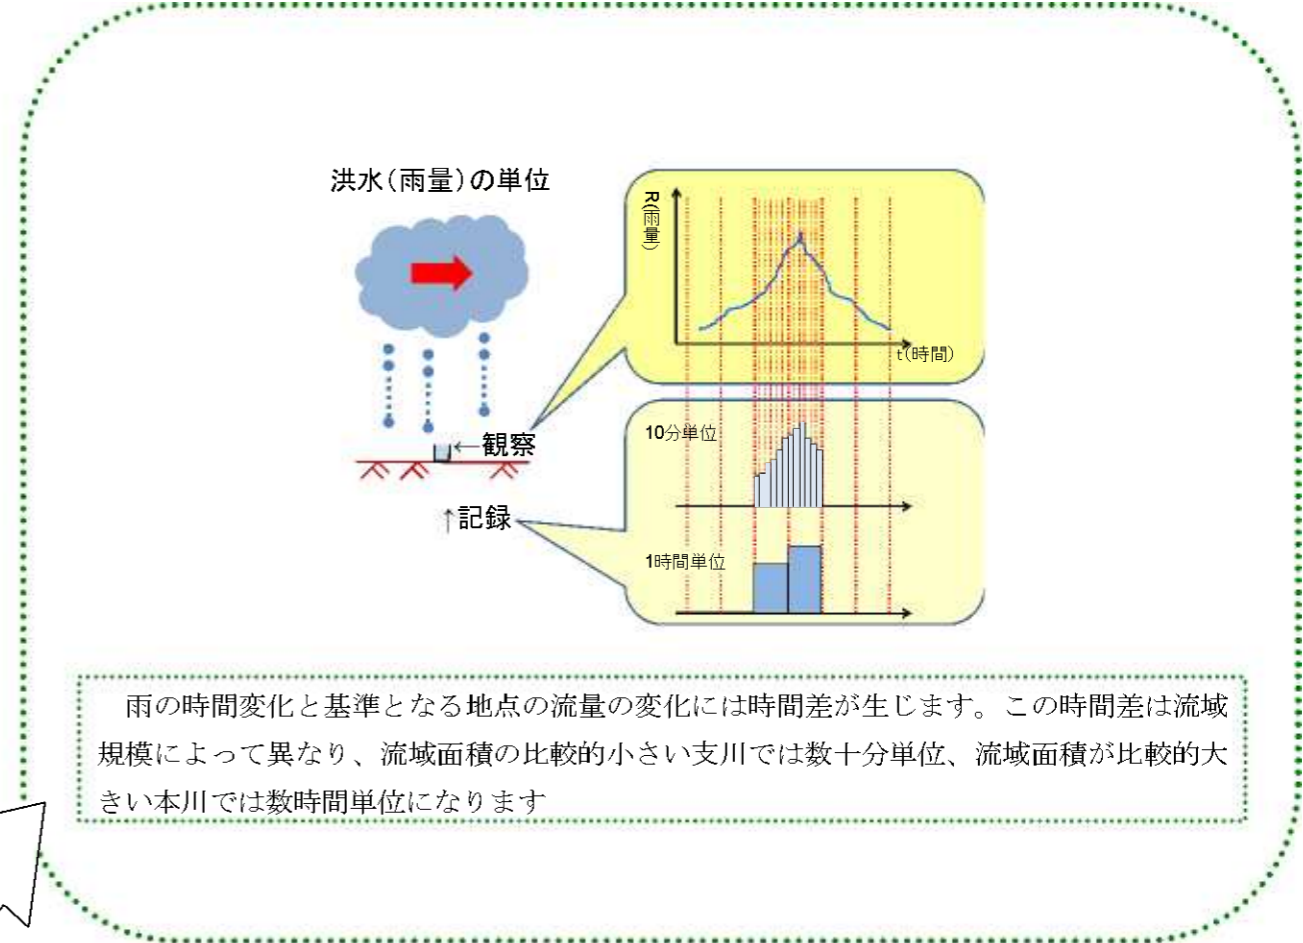 洪水（雨量）の単位
R(雨量)
t(時間)
←観察
10分単位
↑記録
1時間単位
雨の時間変化と基準となる地点の流量の変化には時間差が生じます。この時間差は流域
規模によって異なり、流域面積の比較的小さい支川では数十分単位、流域面積が比較的大
きい本川では数時間単位になります